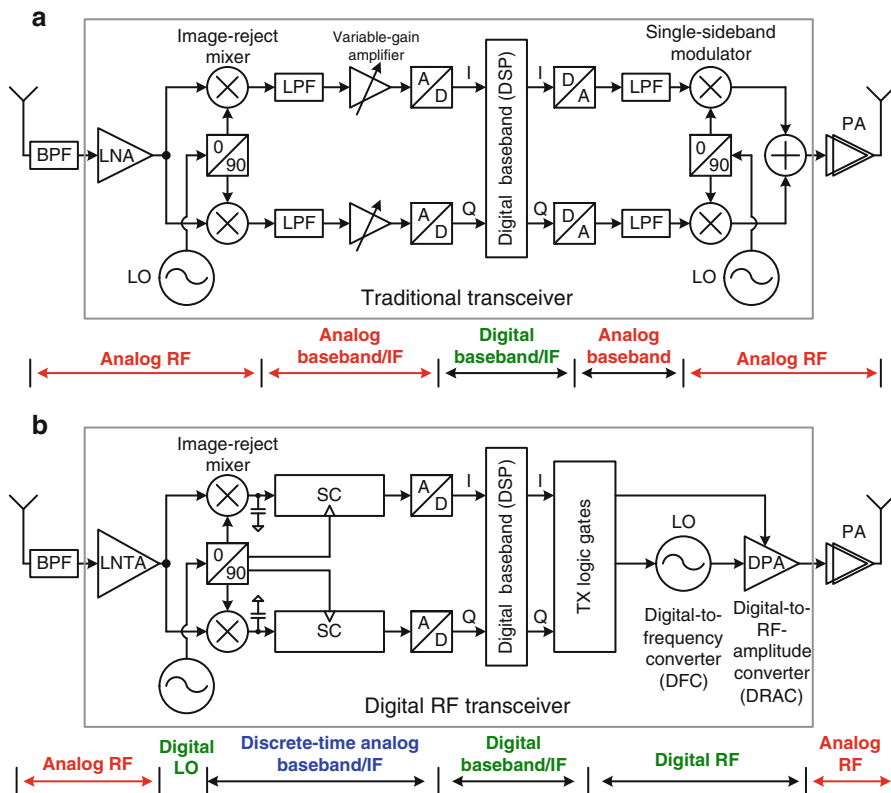 a
Image-reject
mixer
Variable-gain
amplifier
Single-sideband
modulator
BPF
LNA
0
90
LPF
A
D
I
Digital baseband (DSP)
I
D
A
LPF
0
90
PA
LPF
A
D
Q
Q
D
A
LPF
LO
LO
Traditional transceiver
Analog RF
Analog
baseband/IF
Digital
baseband/IF
Analog
baseband
Analog RF
b
Image-reject
mixer
BPF
LNTA
0
90
SC
A
D
I
Digital baseband (DSP)
I
TX logic gates
LO
DPA
PA
SC
A
D
Q
Q
Digital-to-
frequency
converter
(DFC)
Digital-to-
RF-
amplitude
converter
(DRAC)
Digital RF transceiver
Analog RF
Digital
LO
Discrete-time analog
baseband/IF
Digital
baseband/IF
Digital RF
Analog
RF